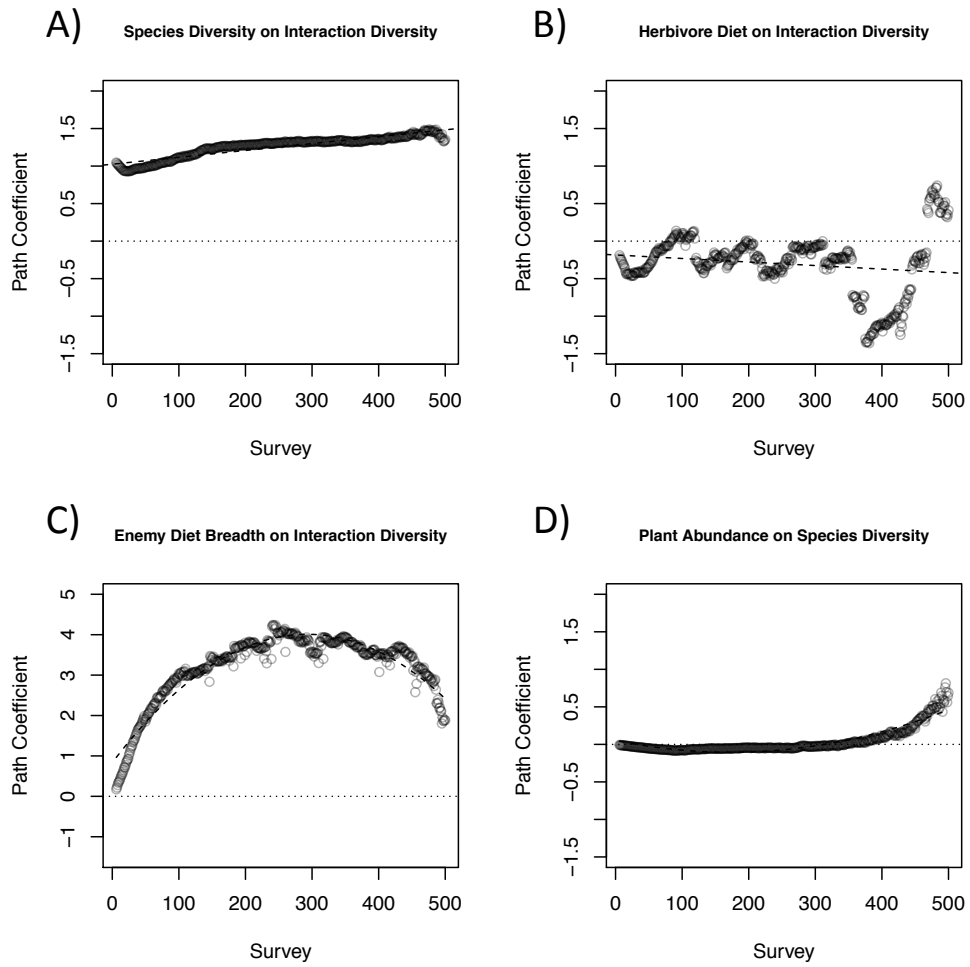 A)
Species Diversity on Interaction Diversity
Path Coefficient
1.5
0.5
−0.5
−1.5
0 100 200 300 400 500
Survey
B)
Herbivore Diet on Interaction Diversity
Path Coefficient
1.5
0.5
−0.5
−1.5
0 100 200 300 400 500
Survey
C)
Enemy Diet Breadth on Interaction Diversity
Path Coefficient
5
4
3
2
1
0
−1
0 100 200 300 400 500
Survey
D)
Plant Abundance on Species Diversity
Path Coefficient
1.5
0.5
−0.5
−1.5
0 100 200 300 400 500
Survey